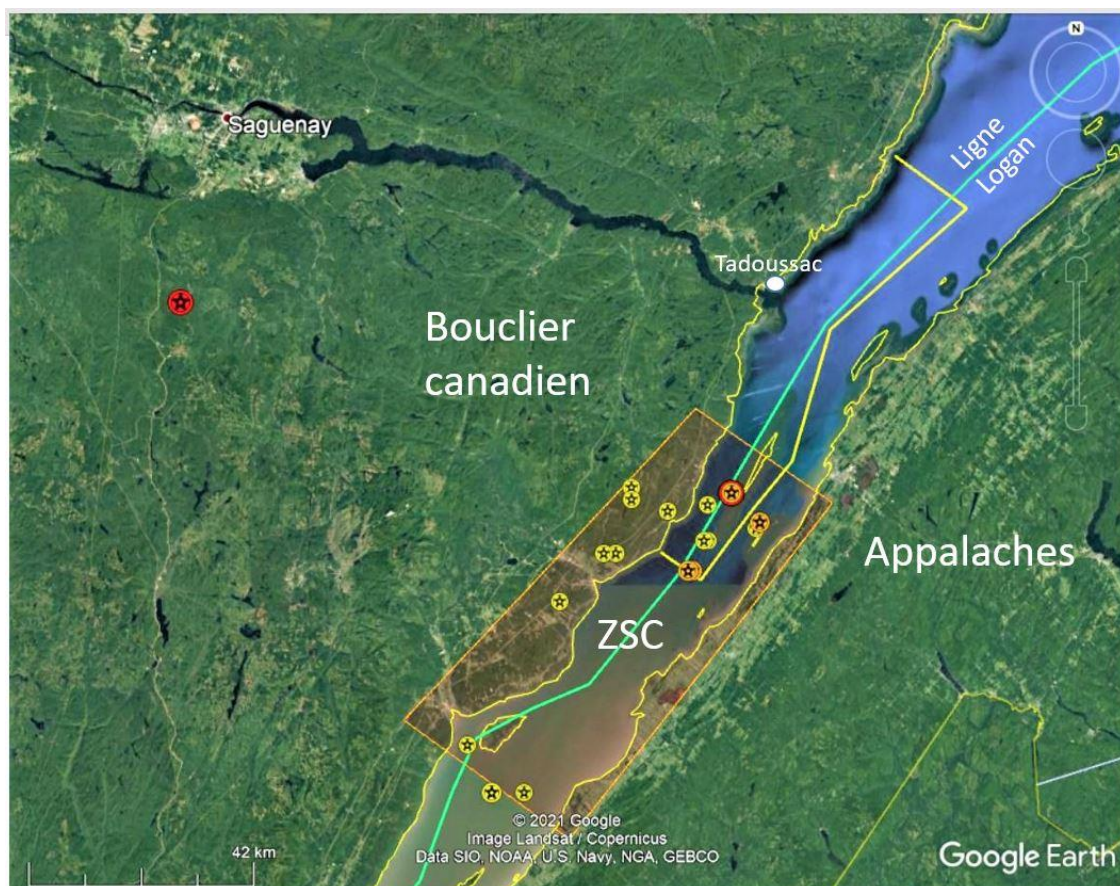 N
Saguenay
Ligne
Logan
Tadoussac
Bouclier
canadien
Appalaches
ZSC
© 2021 Google
Image Landsat / Copernicus
42 km
Data SIO, NOAA, U.S. Navy, NGA, GEBCO
Google Earth